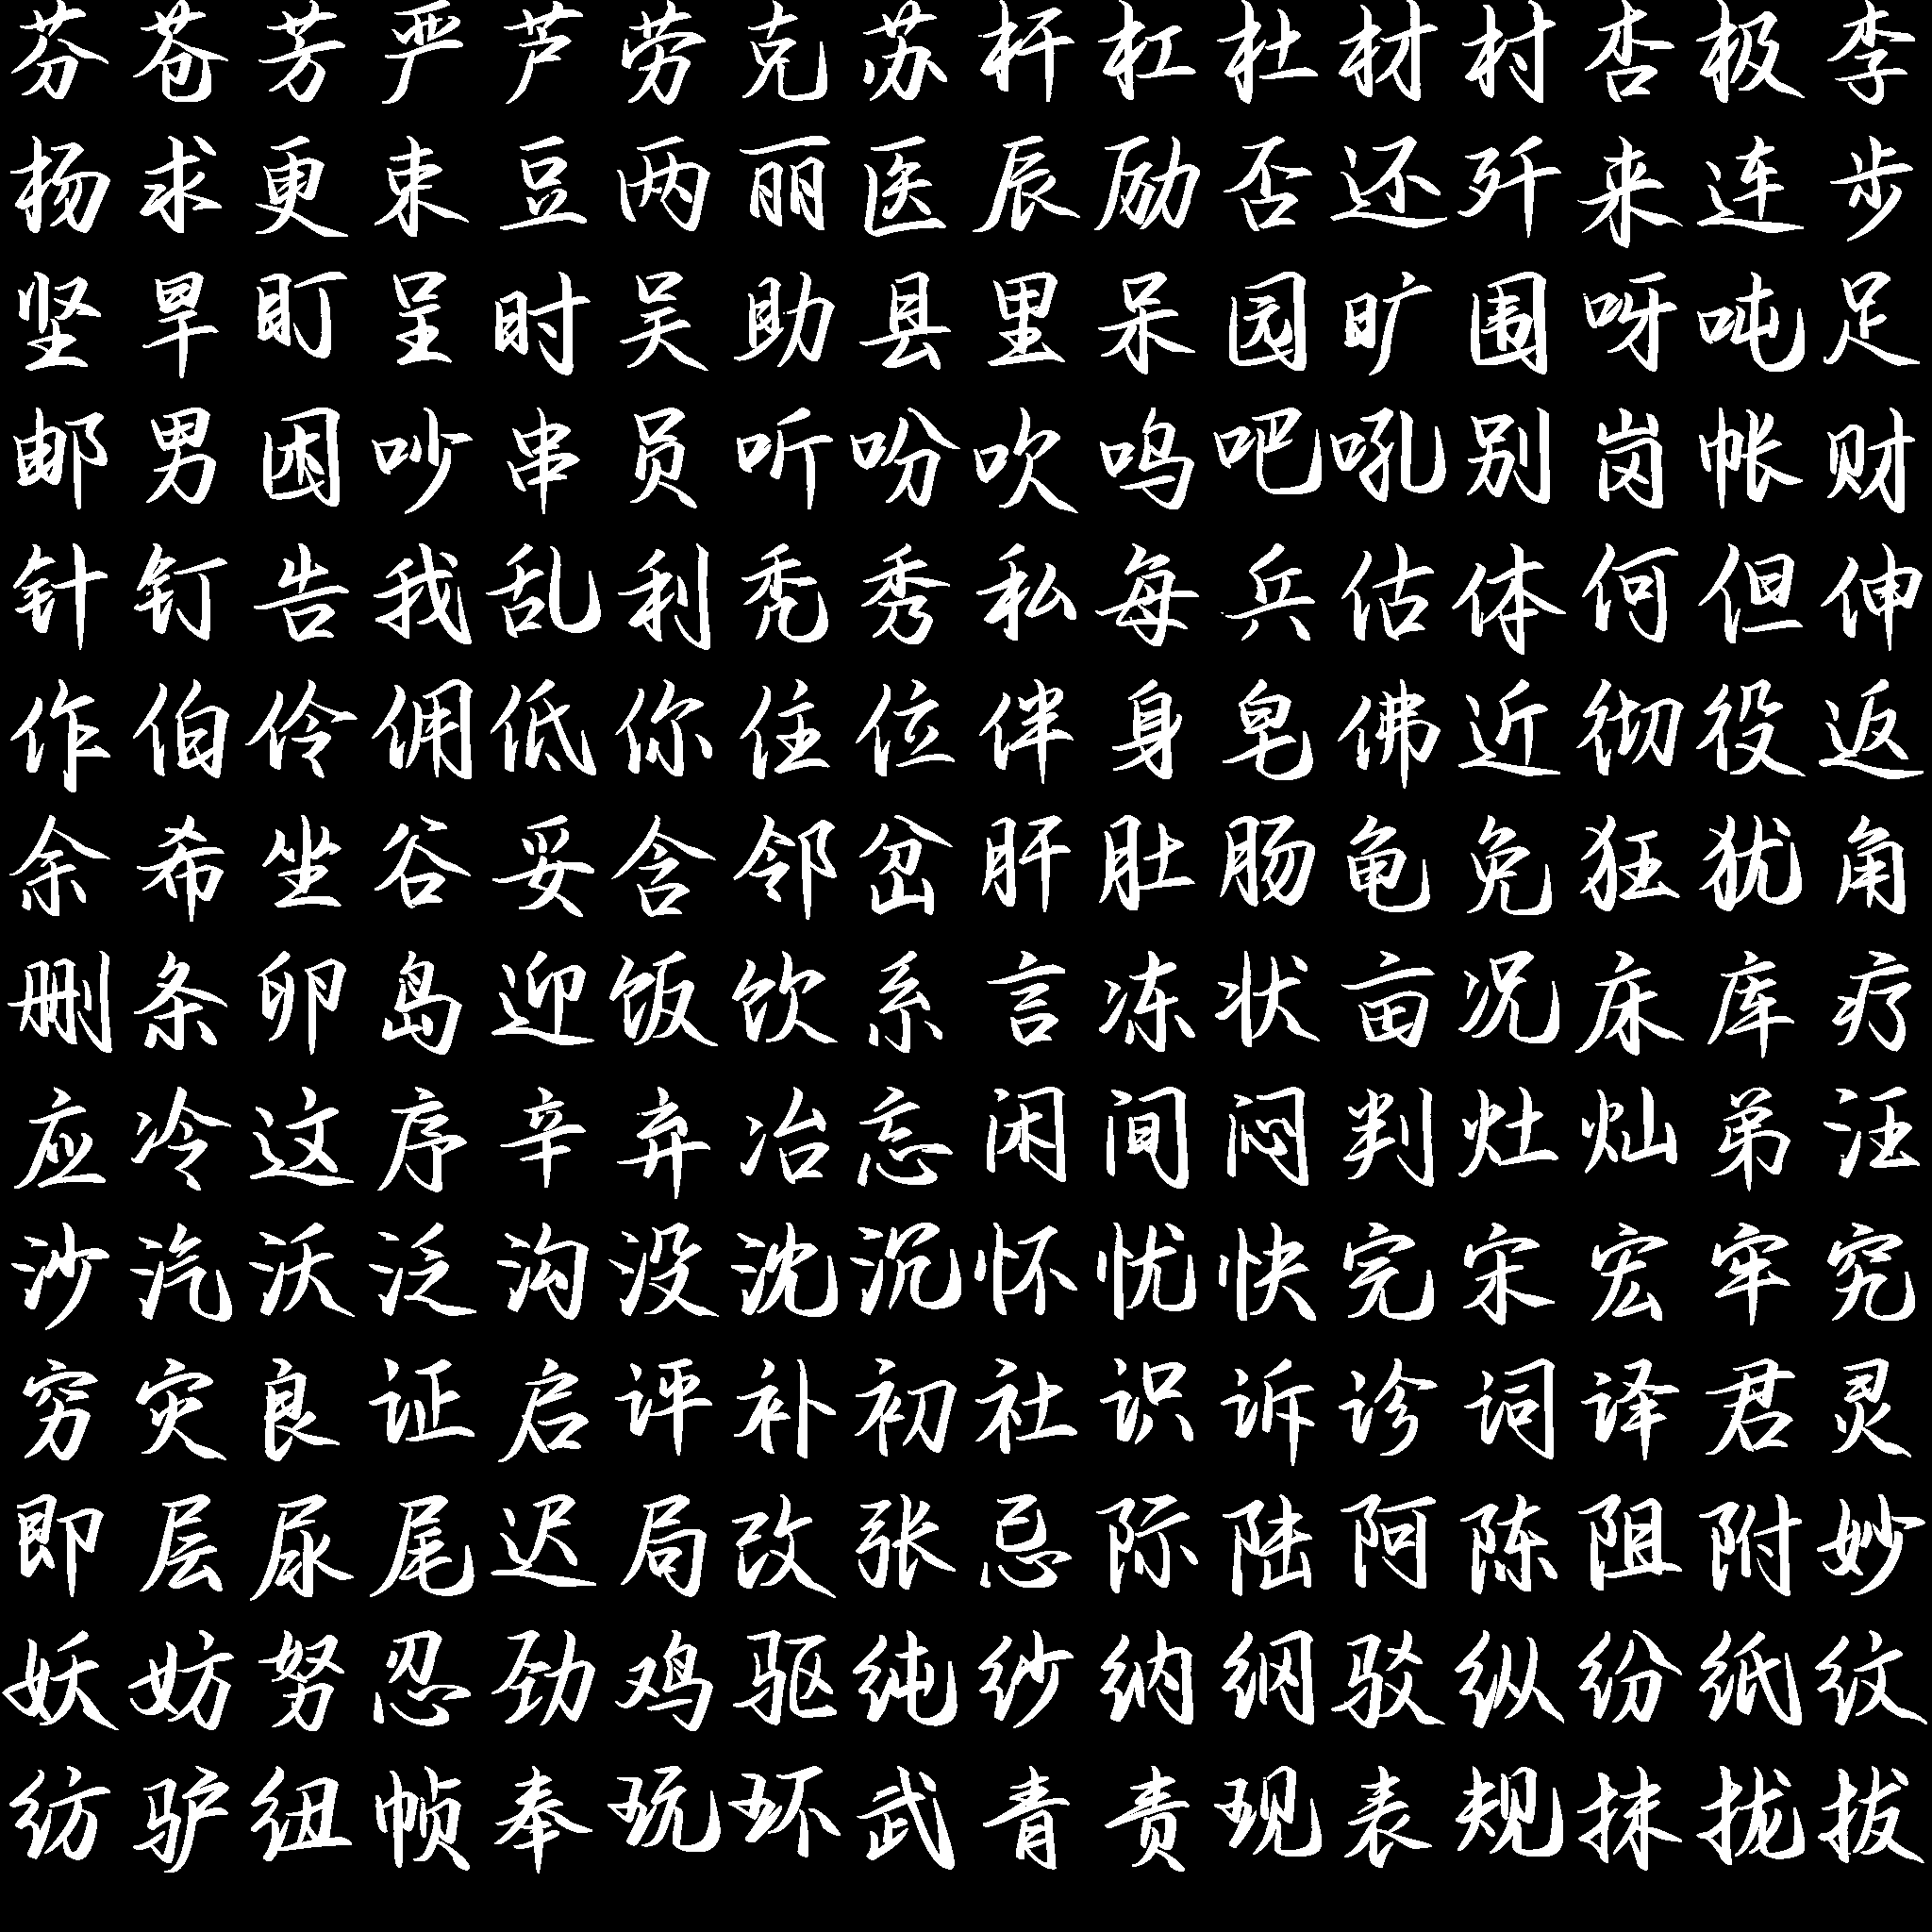 芬苍芳严芦劳克苏杆杠杜材村杏极李
杨求更束豆两丽医辰励否还歼来连步
坚旱盯呈时吴助县里呆园旷围呀吨足
邮男困吵串员听吩吹呜吧吼别岗帐财
针钉告我乱利秃秀私每兵估体何但伸
作伯伶佣低你住位伴身皂佛近彻役返
余希坐谷妥含邻岔肝肚肠龟免狂犹角
删条卵岛迎饭饮系言冻状亩况床库疗
应冷这序辛弃冶忘闲间闷判灶灿弟汪
沙汽沃泛沟没沈沉怀忧快完宋宏牢究
穷灾良证启评补初社识诉诊词译君灵
即层尿尾迟局改张忌际陆阿陈阻附妙
妖妨努忍劲鸡驱纯纱纳纲驳纵纷纸纹
纺驴纽帧奉玩环武青责现表规抹拢拔